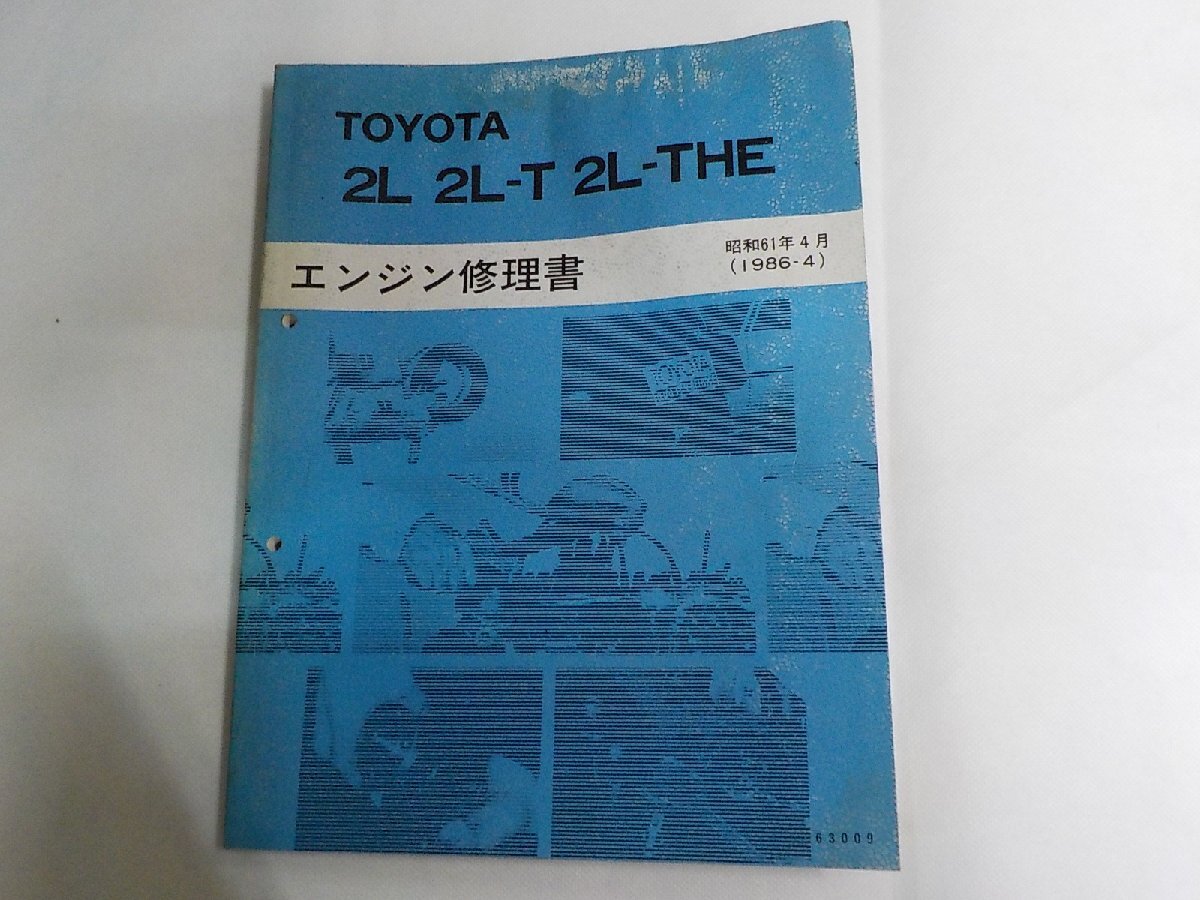 TOYOTA
2L 2L-T 2L-THE
エンジン修理書
昭和61年4月
(1986-4)
63009